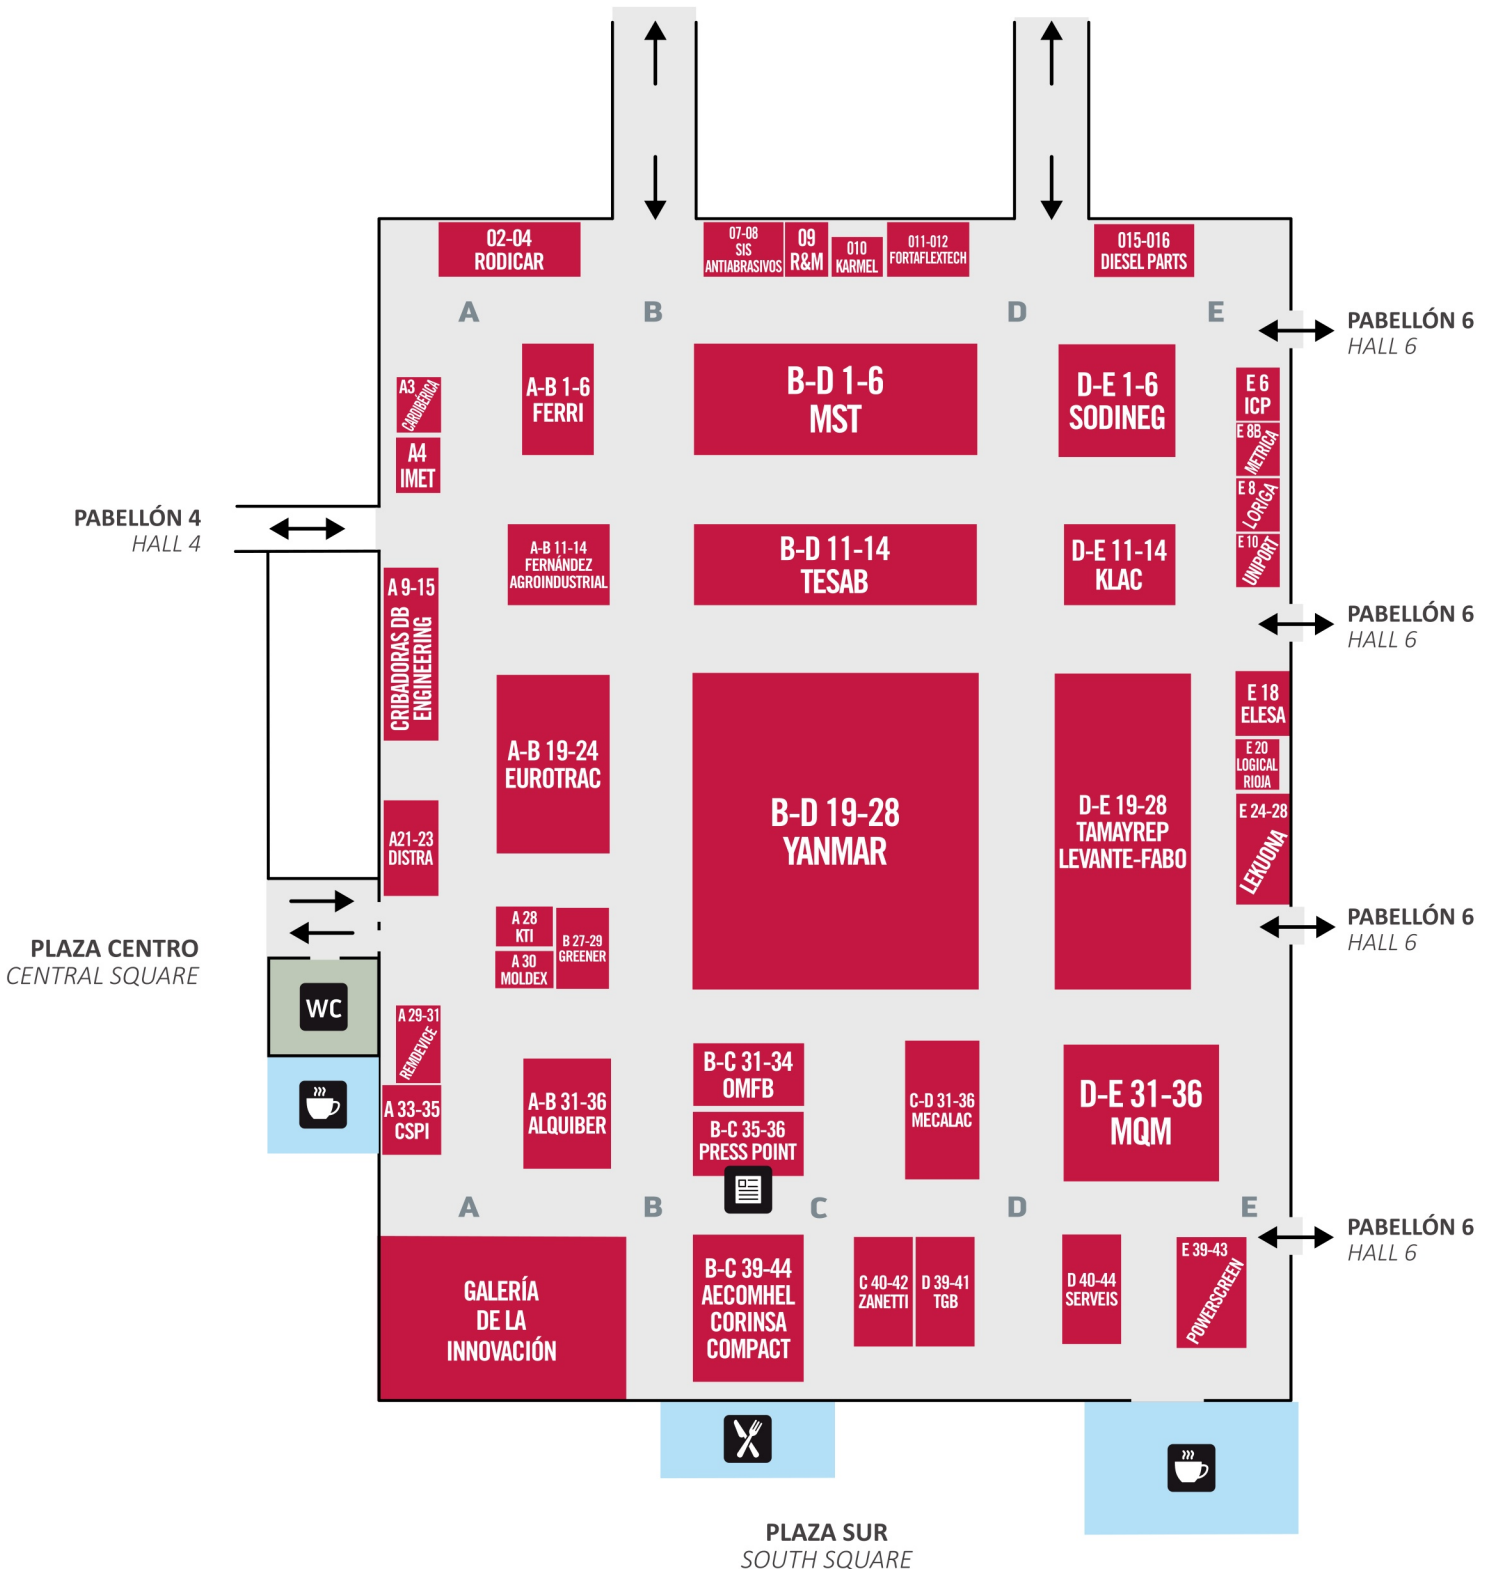 02-04
RODICAR
07-08
SIS
ANTIABRASIVOS
09
R&M
010
KARMEL
011-012
FORTAFLEXTECH
015-016
DIESEL PARTS
A
B
D
E
PABELLÓN 6
HALL 6
A3
CARDIBÉRICA
A4
IMET
A-B 1-6
FERRI
B-D 1-6
MST
D-E 1-6
SODINEG
E 6
ICP
E 8B
METRICA
E 8
LORIGA
E 10
UNIPORT
PABELLÓN 4
HALL 4
A-B 11-14
FERNÁNDEZ
AGROINDUSTRIAL
B-D 11-14
TESAB
D-E 11-14
KLAC
A 9-15
CRIBADORAS DB
ENGINEERING
PABELLÓN 6
HALL 6
A-B 19-24
EUROTRAC
B-D 19-28
YANMAR
D-E 19-28
TAMAYREP
LEVANTE-FABO
E 18
ELESA
E 20
LOGICAL
RIOJA
E 24-28
LEKUONA
A21-23
DISTRA
A 28
KTI
A 30
MOLDEX
B 27-29
GREENER
PABELLÓN 6
HALL 6
PLAZA CENTRO
CENTRAL SQUARE
WC
A 29-31
REMDEVICE
A 33-35
CSPI
A-B 31-36
ALQUIBER
B-C 31-34
OMFB
B-C 35-36
PRESS POINT
C-D 31-36
MECALAC
D-E 31-36
MQM
A
B
C
D
E
PABELLÓN 6
HALL 6
GALERÍA
DE LA
INNOVACIÓN
B-C 39-44
AECOMHEL
CORINSA
COMPACT
C 40-42
ZANETTI
D 39-41
TGB
D 40-44
SERVEIS
E 39-43
POWERSCREEN
PLAZA SUR
SOUTH SQUARE